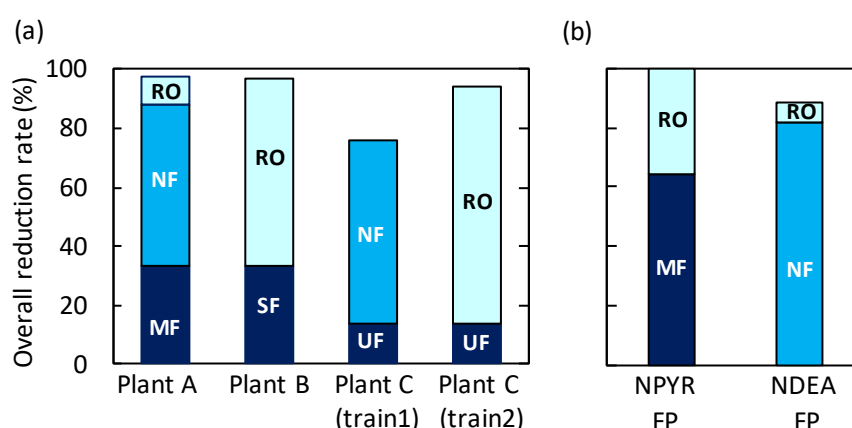 (a)
(b)
Overall reduction rate (%)
100
80
60
40
20
0
RO
NF
MF
RO
SF
NF
UF
RO
UF
RO
MF
RO
NF
Plant A
Plant B
Plant C
(train1)
Plant C
(train2)
NPYR
FP
NDEA
FP